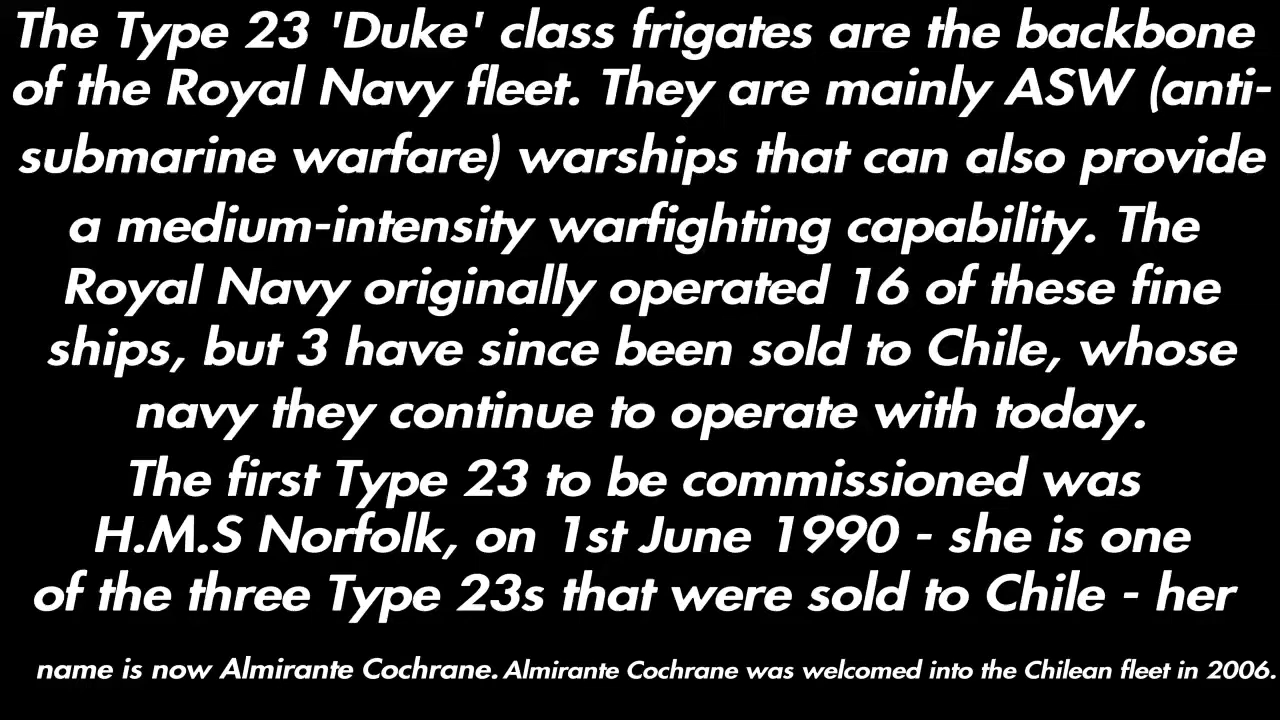 The Type 23 'Duke' class frigates are the backbone
of the Royal Navy fleet. They are mainly ASW (anti-
submarine warfare) warships that can also provide
a medium-intensity warfighting capability. The
Royal Navy originally operated 16 of these fine
ships, but 3 have since been sold to Chile, whose
navy they continue to operate with today.
The first Type 23 to be commissioned was
H.M.S Norfolk, on 1st June 1990 - she is one
of the three Type 23s that were sold to Chile - her
name is now Almirante Cochrane. Almirante Cochrane was welcomed into the Chilean fleet in 2006.